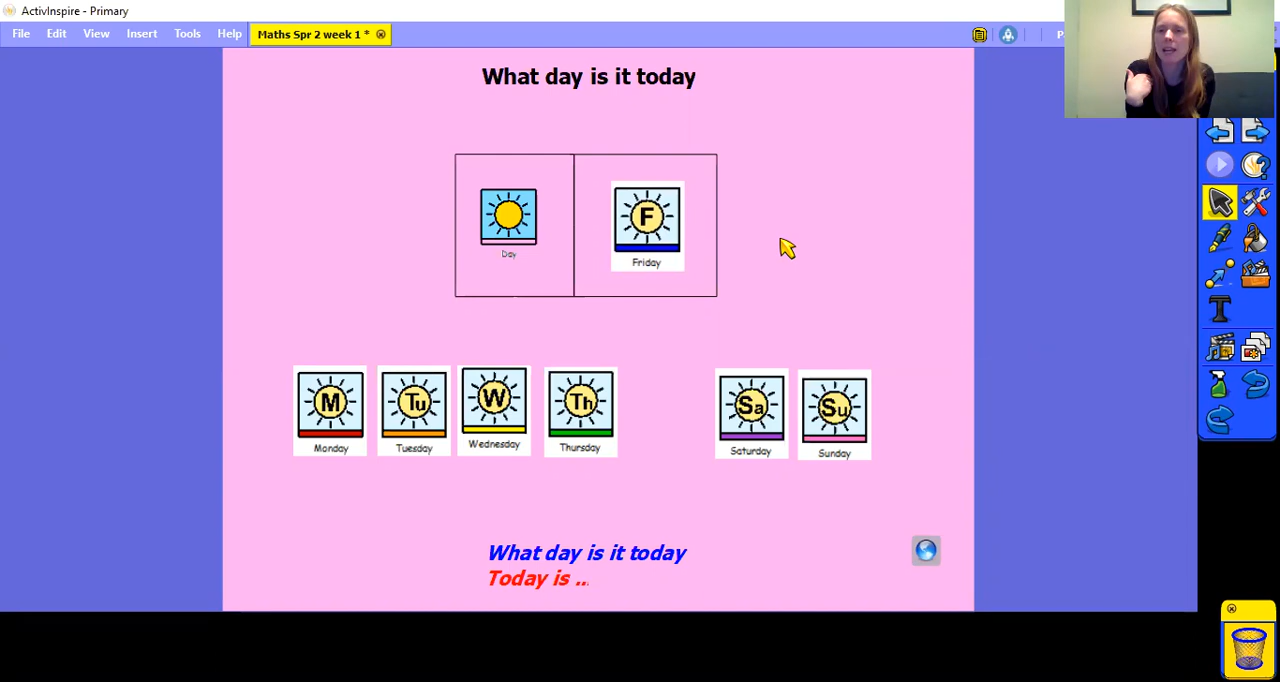 ActivInspire - Primary
File Edit View Insert Tools Help Maths Spr 2 week 1 *
What day is it today
F
Day
Friday
M Tu W Th Sa Su
Monday Tuesday Wednesday Thursday Saturday Sunday
What day is it today
Today is ...
T